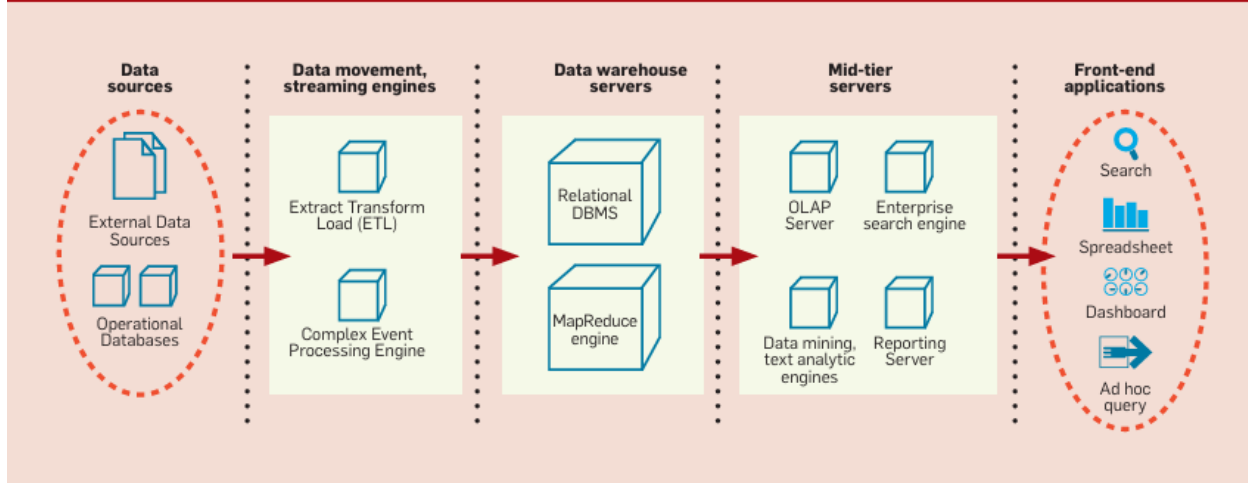 Data
sources
Data movement,
streaming engines
Data warehouse
servers
Mid-tier
servers
Front-end
applications
External Data
Sources
Operational
Databases
Extract Transform
Load (ETL)
Complex Event
Processing Engine
Relational
DBMS
MapReduce
engine
OLAP
Server
Enterprise
search engine
Data mining,
text analytic
engines
Reporting
Server
Search
Spreadsheet
Dashboard
Ad hoc
query